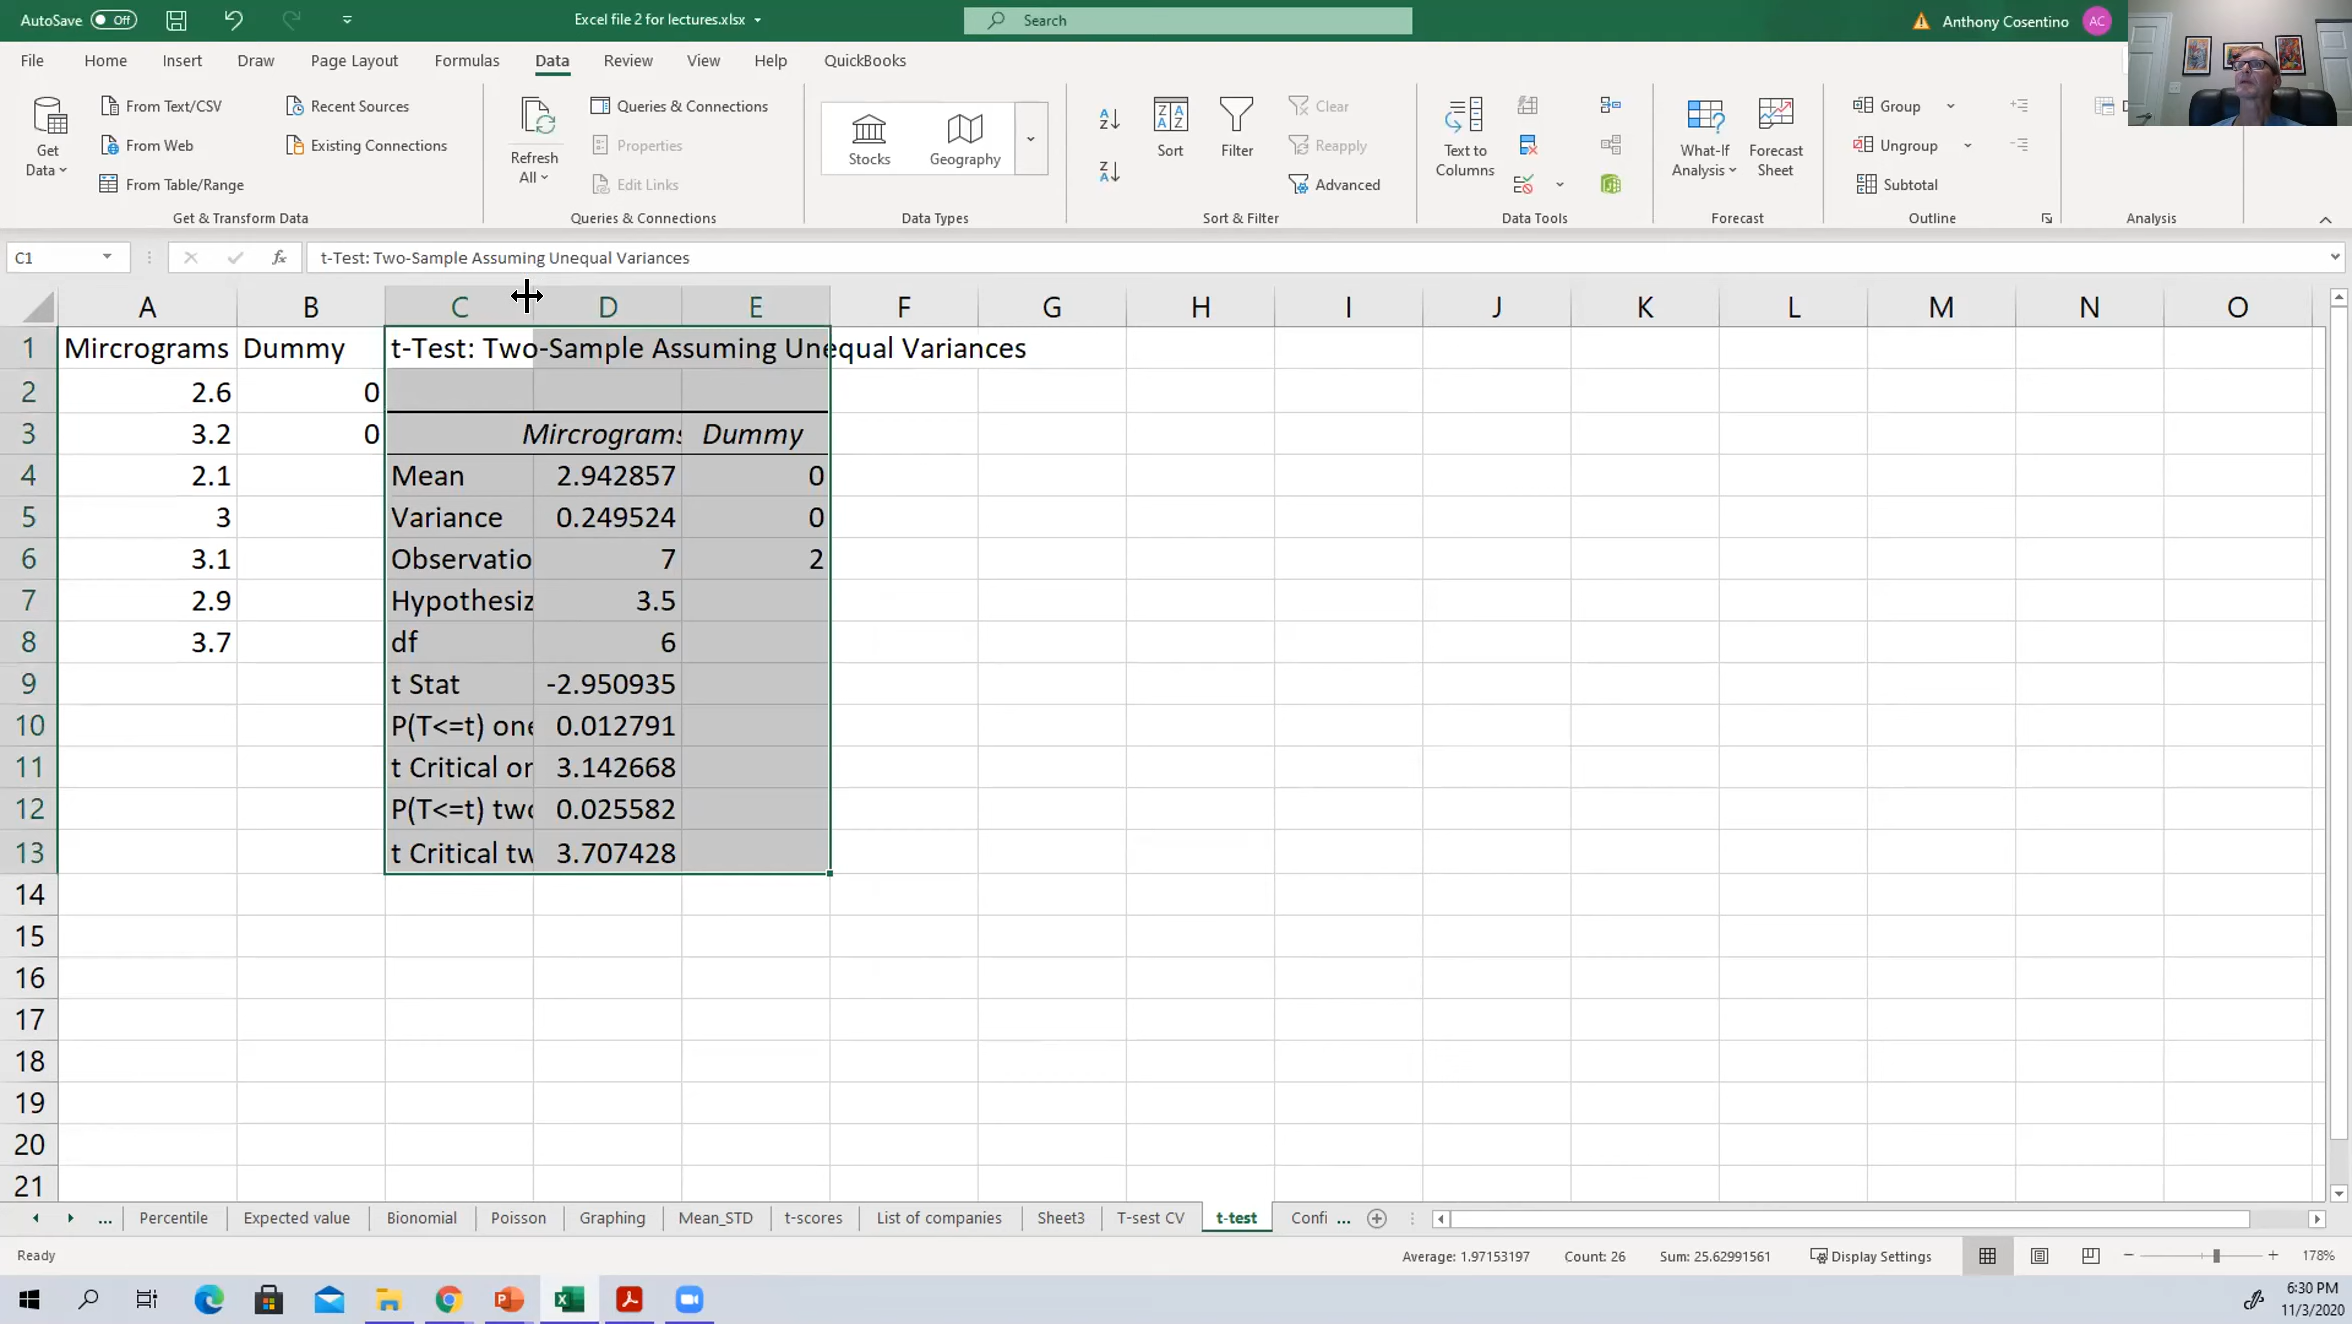 AutoSave Off Excel file 2 for lectures.xlsx Search Anthony Cosentino AC
File Home Insert Draw Page Layout Formulas Data Review View Help QuickBooks
Get Data
From Text/CSV
From Web
From Table/Range
Recent Sources
Existing Connections
Get & Transform Data
Refresh All
Queries & Connections
Properties
Edit Links
Queries & Connections
Stocks Geography
Data Types
Sort
Filter
Clear
Reapply
Advanced
Sort & Filter
Text to Columns
Data Tools
What-If Analysis
Forecast Sheet
Forecast
Group
Ungroup
Subtotal
Outline
Analysis
C1 fx t-Test: Two-Sample Assuming Unequal Variances
A B C D E F G H I J K L M N O
1 Mircrograms Dummy t-Test: Two-Sample Assuming Unequal Variances
2 2.6 0
3 3.2 0 Mircrograms Dummy
4 2.1 Mean 2.942857 0
5 3 Variance 0.249524 0
6 3.1 Observatio 7 2
7 2.9 Hypothesiz 3.5
8 3.7 df 6
9 t Stat -2.950935
10 P(T<=t) one 0.012791
11 t Critical or 3.142668
12 P(T<=t) two 0.025582
13 t Critical tw 3.707428
14
15
16
17
18
19
20
21
... Percentile Expected value Binomial Poisson Graphing Mean_STD t-scores List of companies Sheet3 T-sest CV t-test Confi ...
Ready Average: 1.97153197 Count: 26 Sum: 25.62991561 Display Settings 178%
6:30 PM
11/3/2020